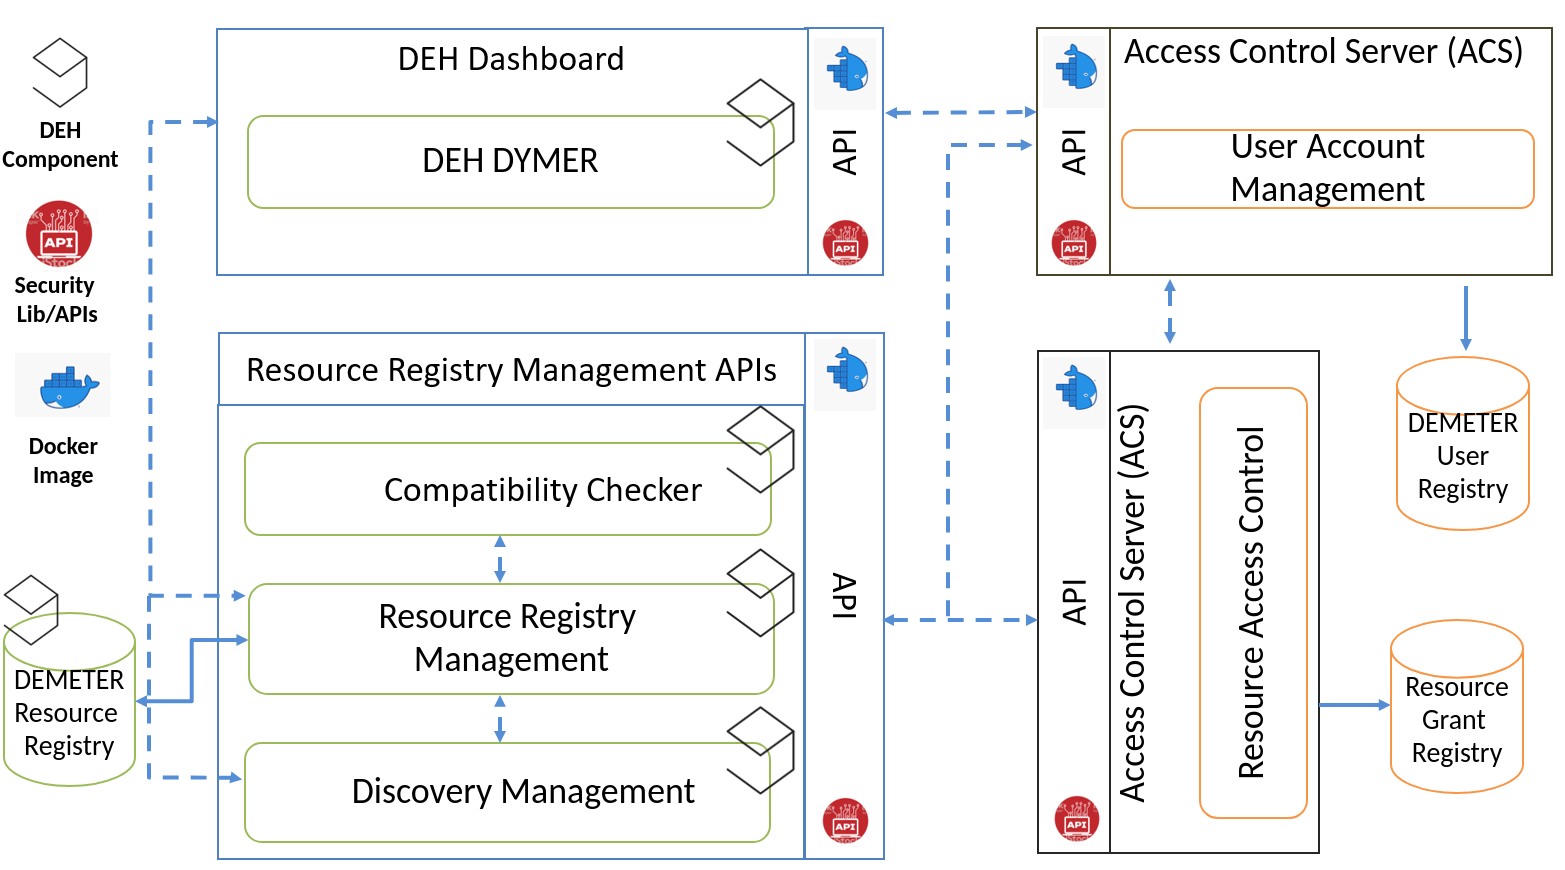 DEH
Component
API
Security
Lib/APIs
Docker
Image
DEMETER
Resource
Registry
DEH Dashboard
DEH DYMER
API
API
Resource Registry Management APIs
Compatibility Checker
Resource Registry
Management
Discovery Management
API
API
Access Control Server (ACS)
User Account
Management
API
API
API
Access Control Server (ACS)
Resource Access Control
API
DEMETER
User
Registry
Resource
Grant
Registry